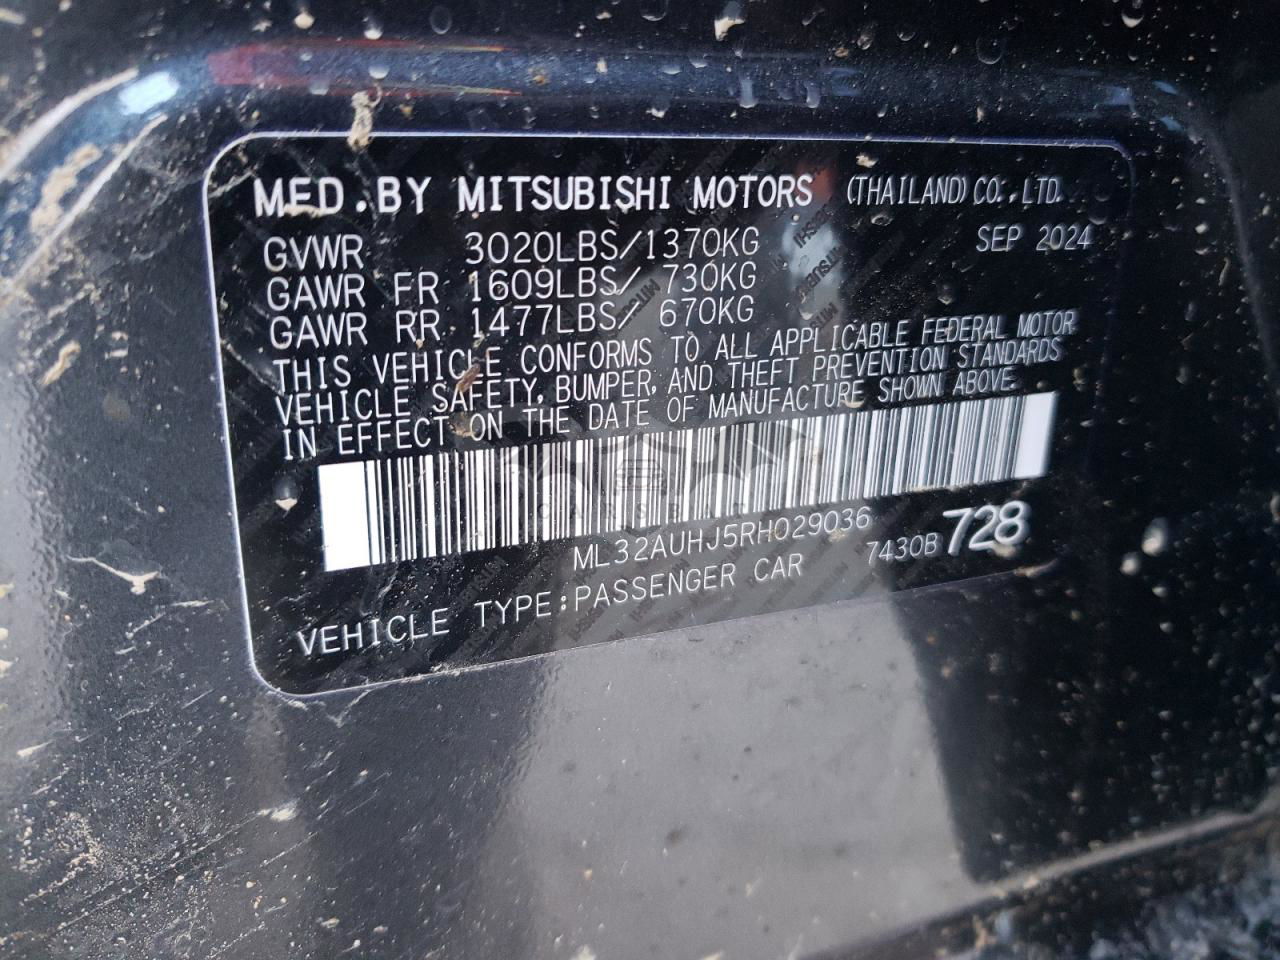 MFD.BY MITSUBISHI MOTORS (THAILAND) CO.,LTD.
GVWR 3020LBS/1370KG SEP 2024
GAWR FR 1609LBS/ 730KG
GAWR RR 1477LBS/ 670KG
THIS VEHICLE CONFORMS TO ALL APPLICABLE FEDERAL MOTOR
VEHICLE SAFETY, BUMPER, AND THEFT PREVENTION STANDARDS
IN EFFECT ON THE DATE OF MANUFACTURE SHOWN ABOVE.
ML32AUHJ5RH029036
VEHICLE TYPE:PASSENGER CAR 7430B 728